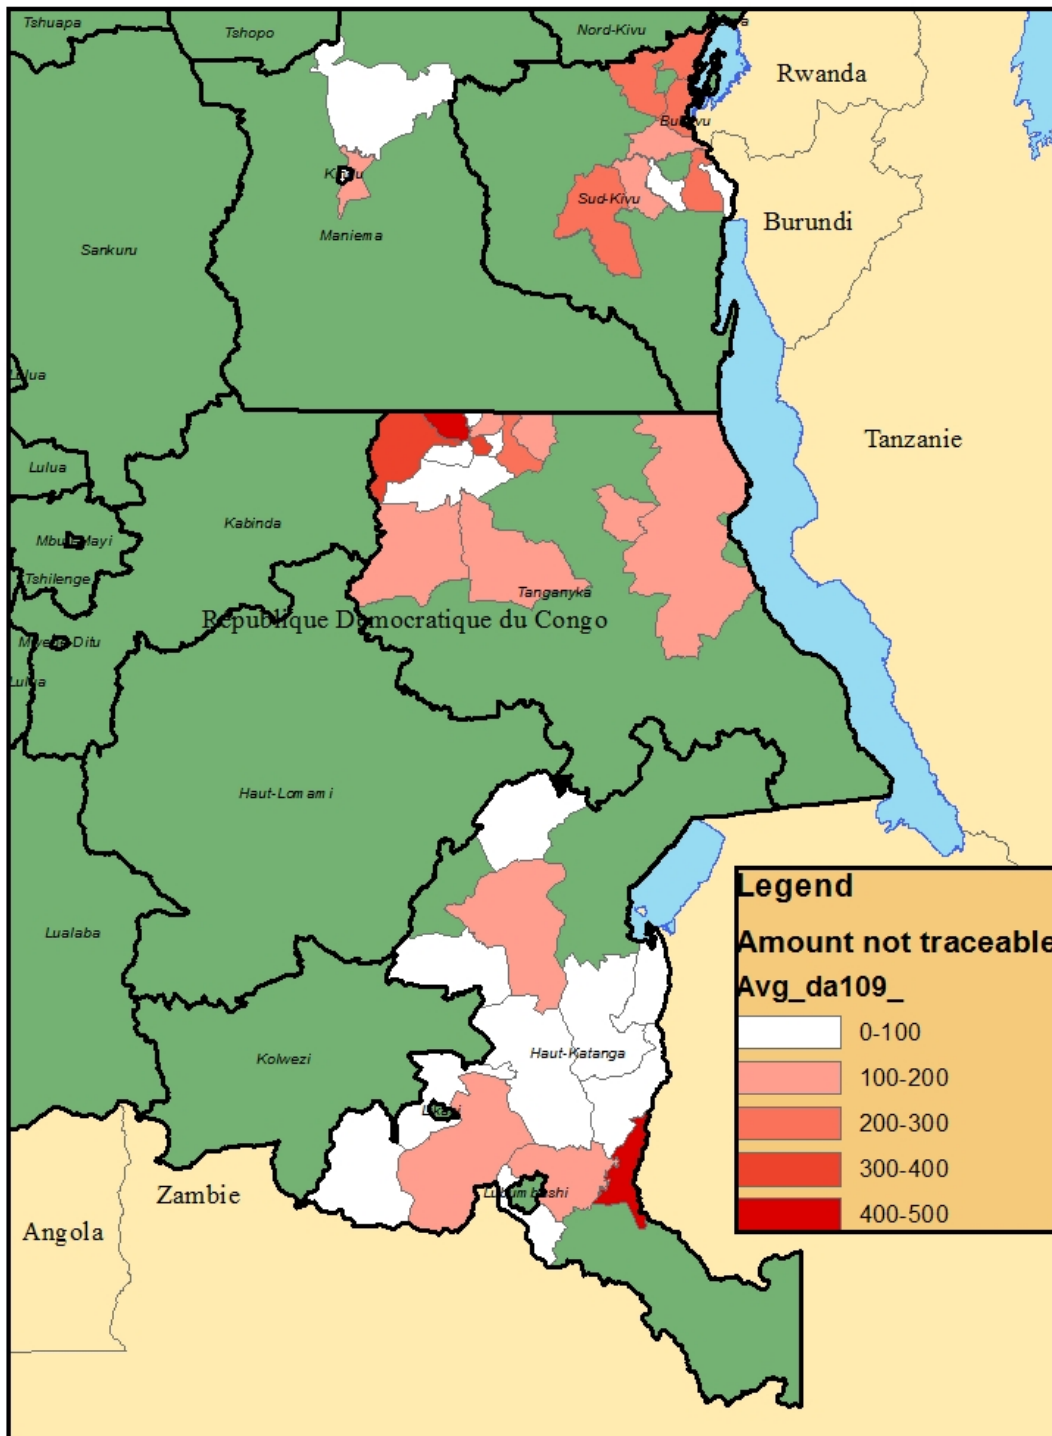 Tshuapa
Tshopo
Nord-Kivu
Rwanda
Sud-Kivu
Burundi
Maniema
Sankuru
Tanzanie
Lulua
Kabinda
Tshilenge
Tanganyka
République Démocratique du Congo
Haut-Lomami
Lualaba
Kolwezi
Haut-Katanga
Zambie
Angola
Legend
Amount not traceable
Avg_da109_
0-100
100-200
200-300
300-400
400-500